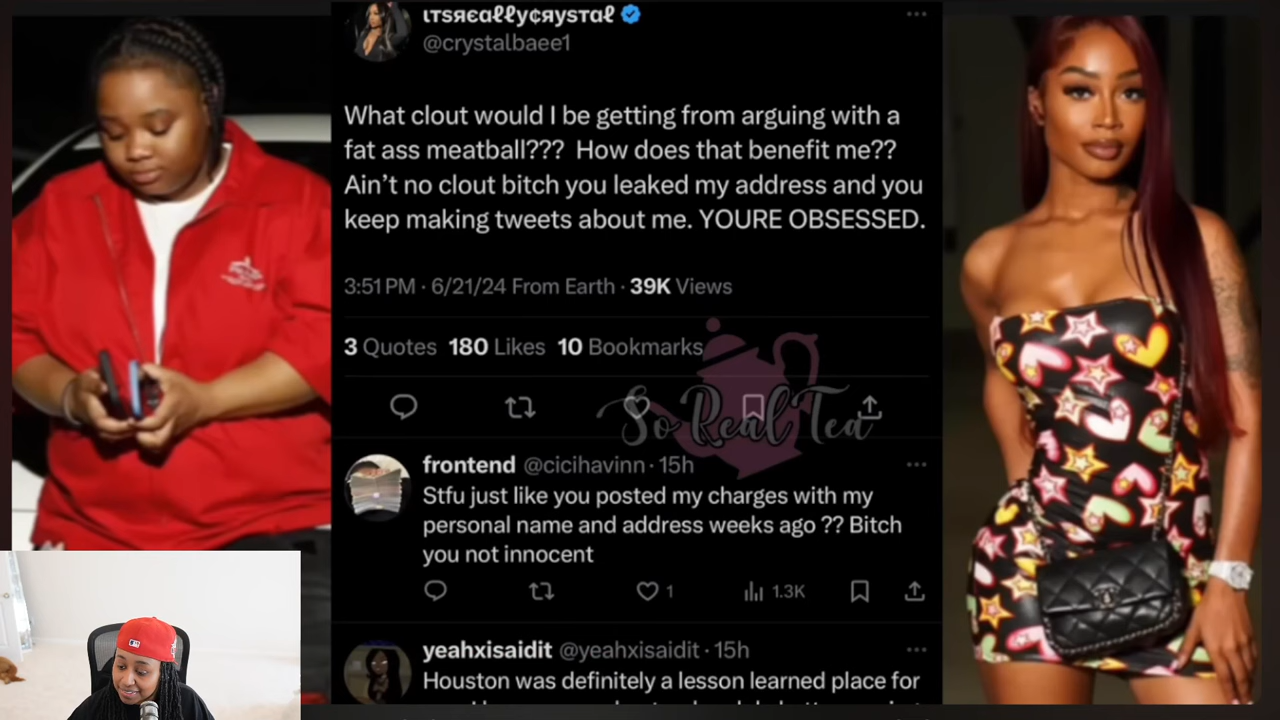 ιтѕяєαℓℓу¢яуѕтαℓ
@crystalbaee1
What clout would I be getting from arguing with a
fat ass meatball??? How does that benefit me??
Ain’t no clout bitch you leaked my address and you
keep making tweets about me. YOURE OBSESSED.
3:51 PM · 6/21/24 From Earth · 39K Views
3 Quotes 180 Likes 10 Bookmarks
So Real Tea
frontend @cicihavinn · 15h
Stfu just like you posted my charges with my
personal name and address weeks ago ?? Bitch
you not innocent
1 1.3K
yeahxisaidit @yeahxisaidit · 15h
Houston was definitely a lesson learned place for